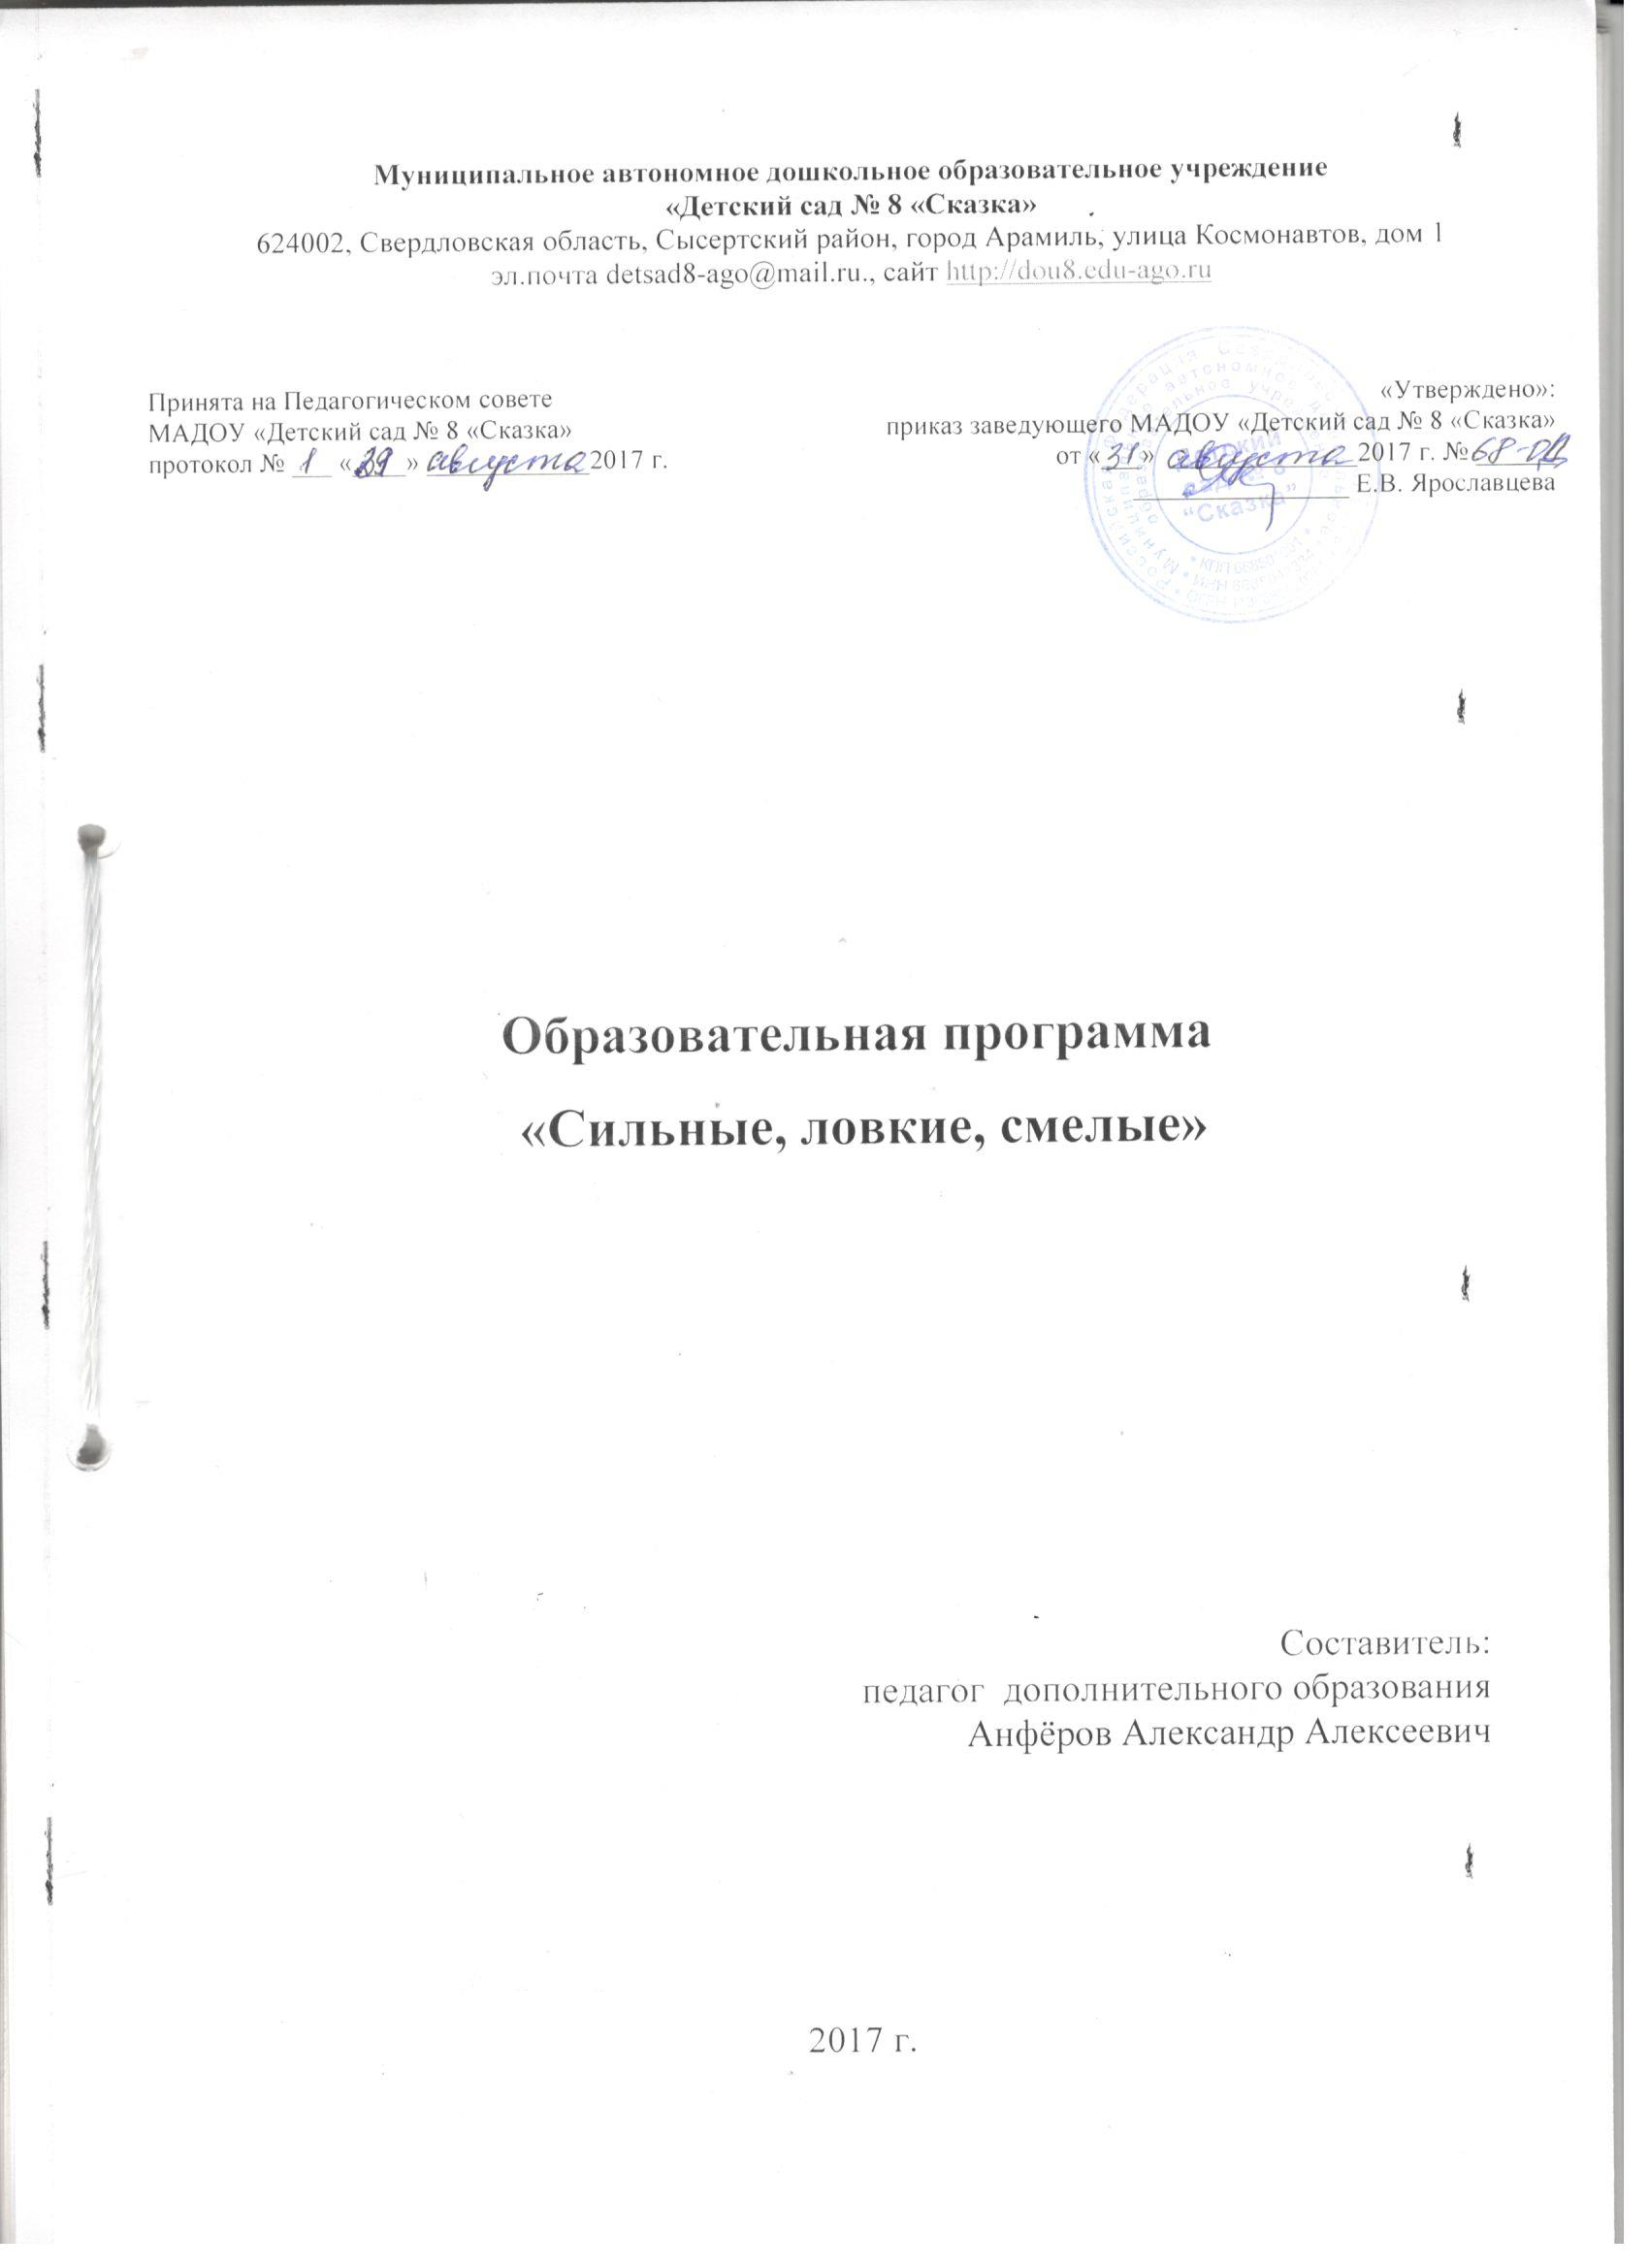 Муниципальное автономное дошкольное образовательное учреждение
«Детский сад № 8 «Сказка»
624002, Свердловская область, Сысертский район, город Арамиль, улица Космонавтов, дом 1
эл.почта detsad8-ago@mail.ru., сайт http://dou8.edu-ago.ru
Принята на Педагогическом совете
МАДОУ «Детский сад № 8 «Сказка»
протокол № 1 «29» августа 2017 г.
«Утверждено»:
приказ заведующего МАДОУ «Детский сад № 8 «Сказка»
от «31» августа 2017 г. № 68-ОД
Е.В. Ярославцева
"Сказка"
Образовательная программа
«Сильные, ловкие, смелые»
Составитель:
педагог дополнительного образования
Анфёров Александр Алексеевич
2017 г.